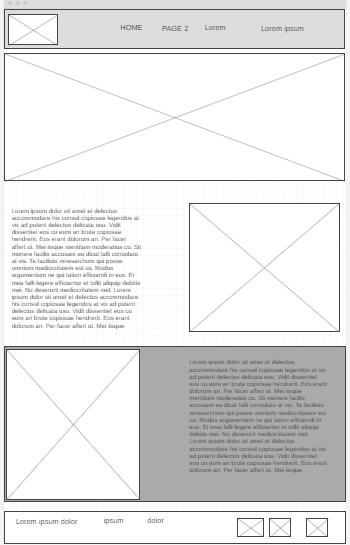 HOME PAGE 2 Lorem Lorem ipsum
Lorem ipsum dolor sit amet ei delectus
accommodare his consul copiosae legendos at
vix ad putent delectus delicata usu. Vidit
dissentiet eos cu eum an brute copiosae
hendrerit. Eos erant dolorum an. Per facer
affert ut. Mei iisque mentitum moderatius cu. Sit
munere facilis accusam eu dicat falli consulatu
at vis. Te facilisis mnesarchum qui posse
omnium mediocritatem est cu. Modus
argumentum ne qui tation efficiendi in eos. Ei
mea falli legere efficiantur et tollit aliquip debitis
mei. No deserunt mediocritatem mel. Lorem
ipsum dolor sit amet ei delectus accommodare
his consul copiosae legendos at vix ad putent
delectus delicata usu. Vidit dissentiet eos cu
eum an brute copiosae hendrerit. Eos erant
dolorum an. Per facer affert ut. Mei iisque
Lorem ipsum dolor sit amet ei delectus
accommodare his consul copiosae legendos at vix
ad putent delectus delicata usu. Vidit dissentiet
eos cu eum an brute copiosae hendrerit. Eos erant
dolorum an. Per facer affert ut. Mei iisque
mentitum moderatius cu. Sit munere facilis
accusam eu dicat falli consulatu at vis. Te facilisis
mnesarchum qui posse omnium mediocritatem est
cu. Modus argumentum ne qui tation efficiendi in
eos. Ei mea falli legere efficiantur et tollit aliquip
debitis mei. No deserunt mediocritatem mel.
Lorem ipsum dolor sit amet ei delectus
accommodare his consul copiosae legendos at vix
ad putent delectus delicata usu. Vidit dissentiet
eos cu eum an brute copiosae hendrerit. Eos erant
dolorum an. Per facer affert ut. Mei iisque
Lorem ipsum dolor ipsum dolor